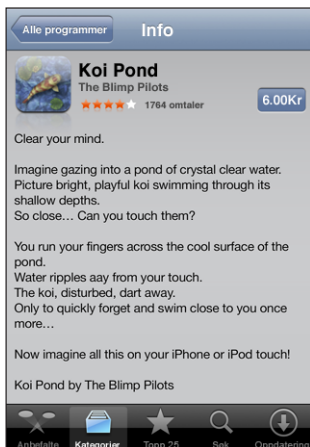 Alle programmer
Info
Koi Pond
The Blimp Pilots
1764 omtaler
6.00Kr
Clear your mind.
Imagine gazing into a pond of crystal clear water.
Picture bright, playful koi swimming through its
shallow depths.
So close… Can you touch them?
You run your fingers across the cool surface of the
pond.
Water ripples aay from your touch.
The koi, disturbed, dart away.
Only to quickly forget and swim close to you once
more…
Now imagine all this on your iPhone or iPod touch!
Koi Pond by The Blimp Pilots
Anbefalte
Kategorier
Topp 25
Søk
Oppdatering